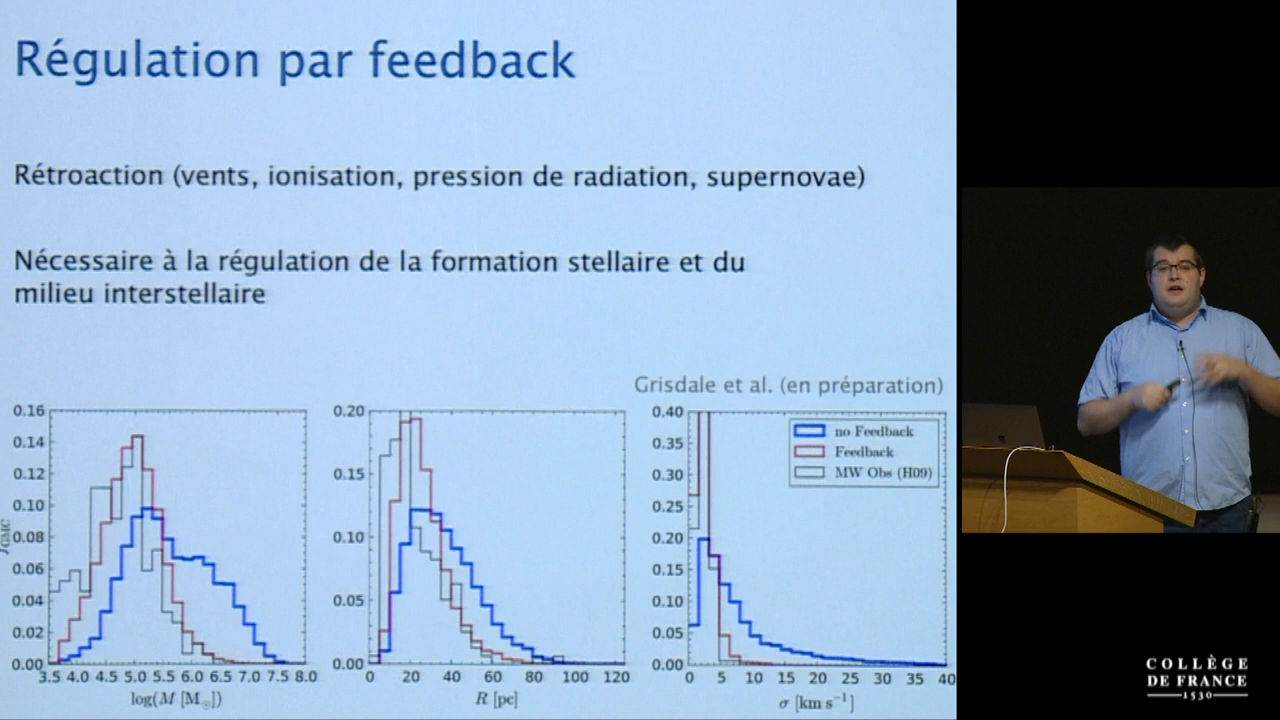 Régulation par feedback
Rétroaction (vents, ionisation, pression de radiation, supernovae)
Nécessaire à la régulation de la formation stellaire et du
milieu interstellaire
Grisdale et al. (en préparation)
0.16
0.14
0.12
0.10
0.08
0.06
0.04
0.02
0.00
3.5 4.0 4.5 5.0 5.5 6.0 6.5 7.0 7.5 8.0
log(M [M☉])
0.20
0.15
0.10
0.05
0.00
0 20 40 60 80 100 120
R [pc]
0.40
0.35
0.30
0.25
0.20
0.15
0.10
0.05
0.00
no Feedback
Feedback
MW Obs (H09)
0 5 10 15 20 25 30 35 40
σ [km s⁻¹]
COLLÈGE
DE FRANCE
1530